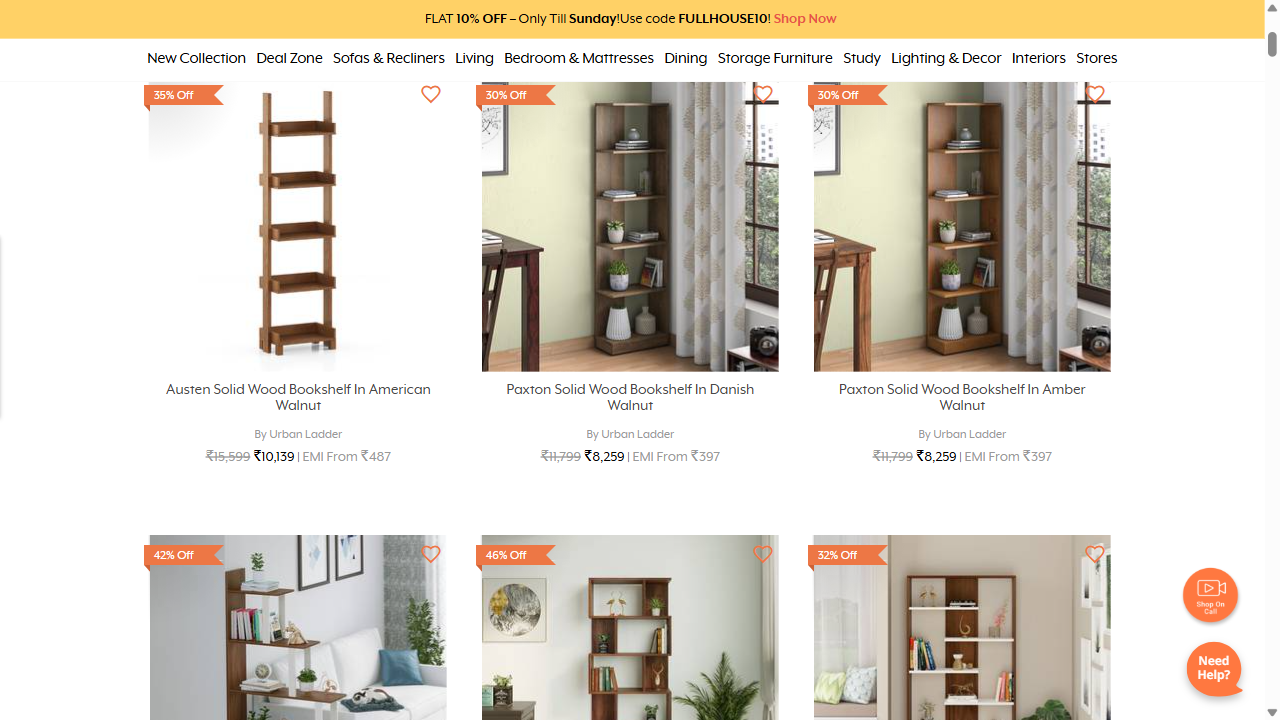 FLAT 10% OFF – Only Till Sunday!Use code FULLHOUSE10! Shop Now
New Collection Deal Zone Sofas & Recliners Living Bedroom & Mattresses Dining Storage Furniture Study Lighting & Decor Interiors Stores
35% Off
30% Off
30% Off
Austen Solid Wood Bookshelf In American
Walnut
By Urban Ladder
₹15,599 ₹10,139 | EMI From ₹487
Paxton Solid Wood Bookshelf In Danish
Walnut
By Urban Ladder
₹11,799 ₹8,259 | EMI From ₹397
Paxton Solid Wood Bookshelf In Amber
Walnut
By Urban Ladder
₹11,799 ₹8,259 | EMI From ₹397
42% Off
46% Off
32% Off
Shop On
Call
Need
Help?